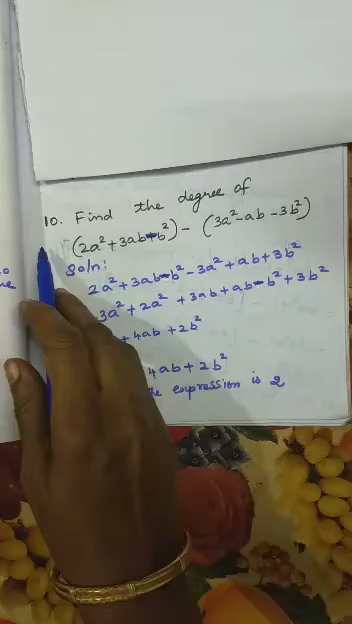 10. Find the degree of
(2a² + 3ab - b²) - (3a² - ab - 3b²)
Soln:
2a² + 3ab - b² - 3a² + ab + 3b²
3a² + 2a² + 3ab + ab - b² + 3b²
+ 4ab + 2b²
4ab + 2b²
expression is 2